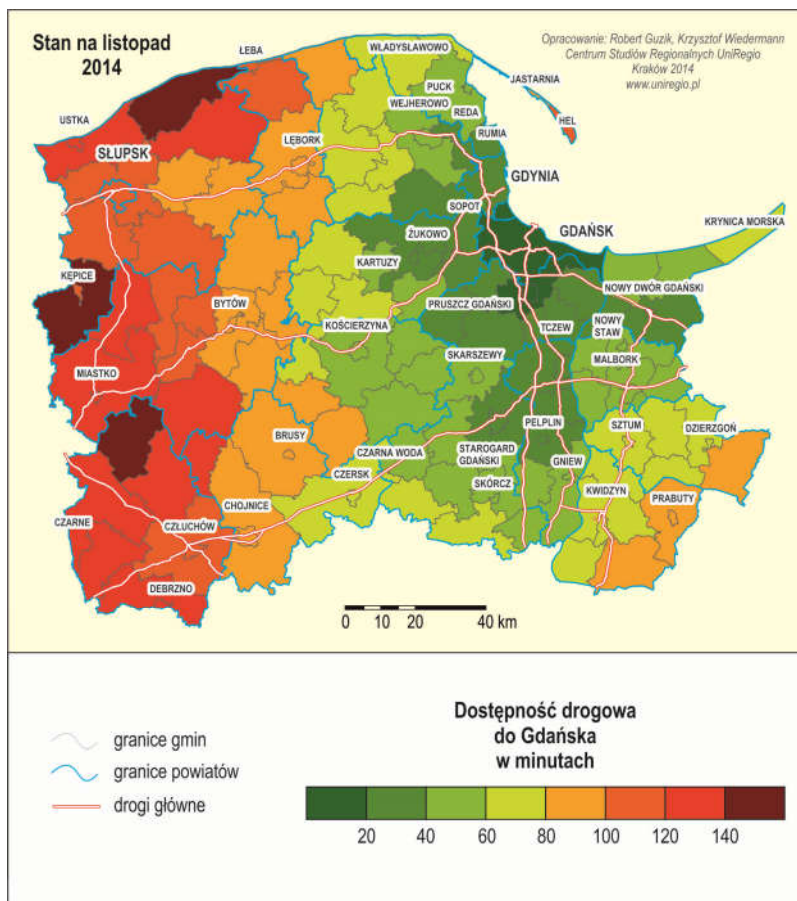 Stan na listopad
2014
Opracowanie: Robert Guzik, Krzysztof Wiedermann
Centrum Studiów Regionalnych UniRegio
Kraków 2014
www.uniregio.pl
ŁEBA
WŁADYSŁAWOWO
JASTARNIA
PUCK
USTKA
WEJHEROWO
REDA
HEL
RUMIA
LĘBORK
SŁUPSK
GDYNIA
SOPOT
KRYNICA MORSKA
ŻUKOWO
GDAŃSK
KARTUZY
KĘPICE
NOWY DWÓR GDAŃSKI
BYTÓW
PRUSZCZ GDAŃSKI
KOŚCIERZYNA
TCZEW
NOWY
STAW
SKARSZEWY
MALBORK
MIASTKO
PELPLIN
SZTUM
DZIERZGOŃ
BRUSY
CZARNA WODA
STAROGARD
GDAŃSKI
GNIEW
CZERSK
SKÓRCZ
KWIDZYN
PRABUTY
CHOJNICE
CZARNE
CZŁUCHÓW
DEBRZNO
0 10 20 40 km
granice gmin
granice powiatów
drogi główne
Dostępność drogowa
do Gdańska
w minutach
20 40 60 80 100 120 140